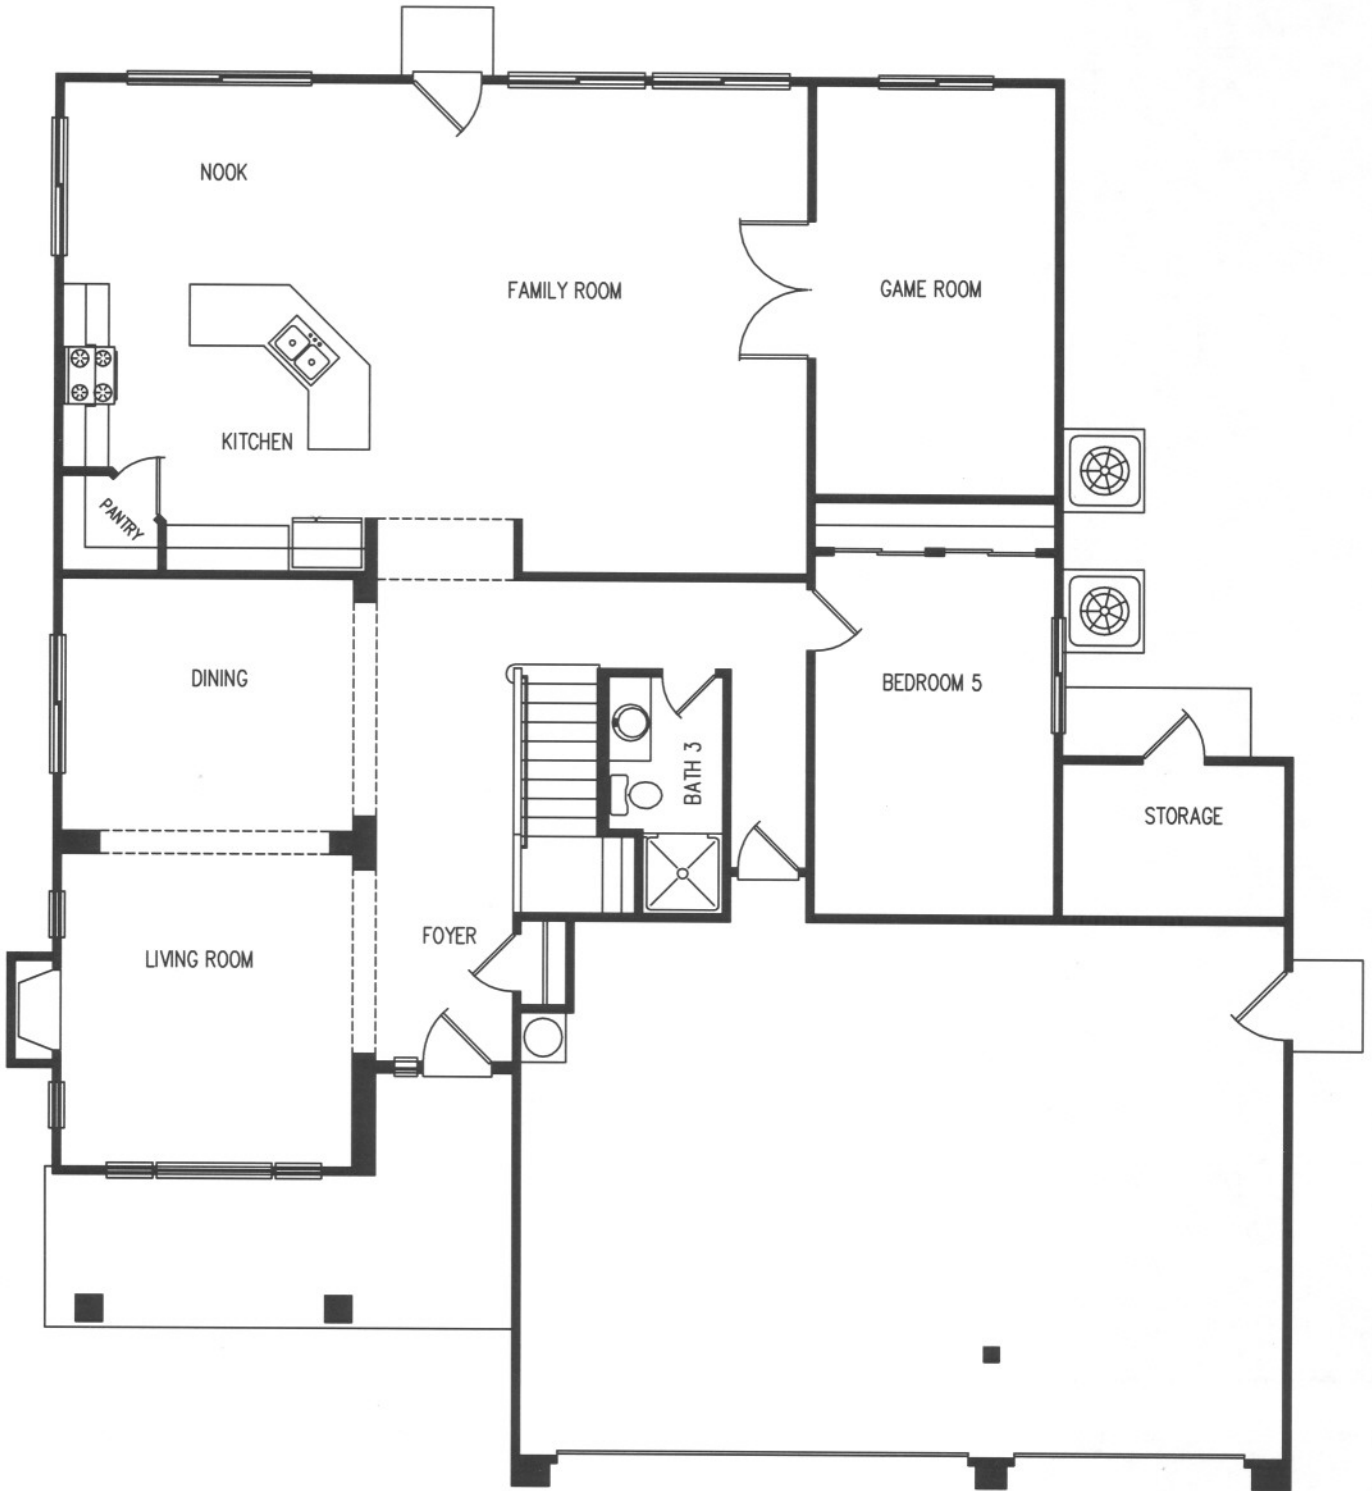 NOOK
FAMILY ROOM
GAME ROOM
KITCHEN
PANTRY
DINING
BEDROOM 5
BATH 3
STORAGE
FOYER
LIVING ROOM